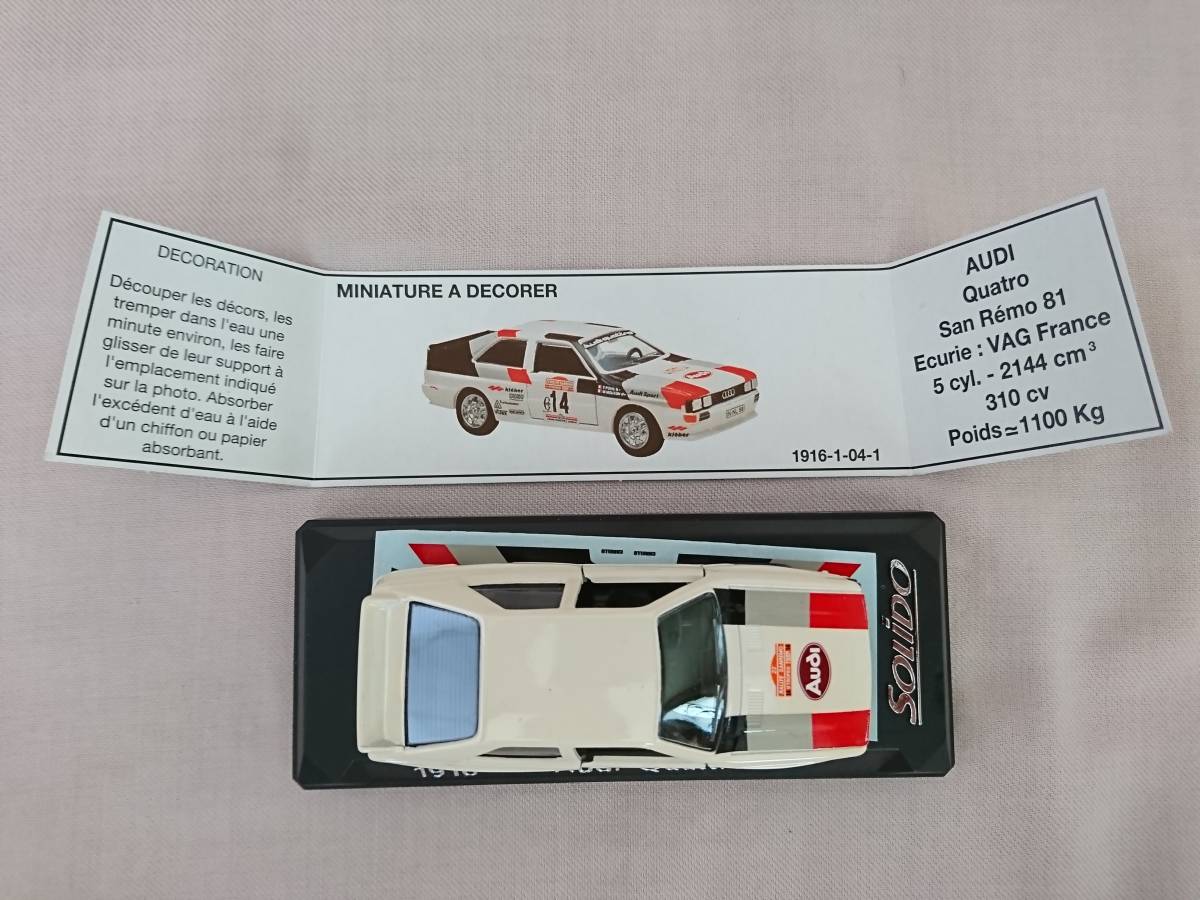 DECORATION
Découper les décors, les
tremper dans l'eau une
minute environ, les faire
glisser de leur support à
l'emplacement indiqué
sur la photo. Absorber
l'excédent d'eau à l'aide
d'un chiffon ou papier
absorbant.
MINIATURE A DECORER
14
kléber
Audi Sport
kléber
1916-1-04-1
AUDI
Quatro
San Rémo 81
Ecurie : VAG France
5 cyl. - 2144 cm³
310 cv
Poids≃1100 Kg
Audi
SOLIDO